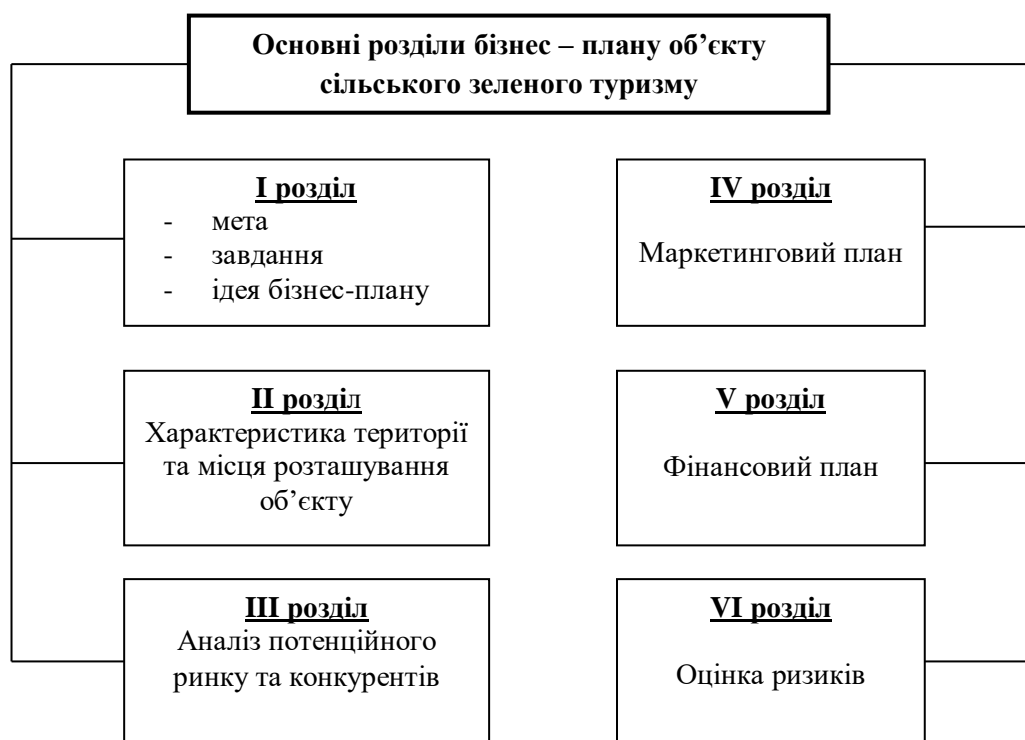 Основні розділи бізнес – плану об’єкту
сільського зеленого туризму
І розділ
- мета
- завдання
- ідея бізнес-плану
ІІ розділ
Характеристика території
та місця розташування
об’єкту
ІІІ розділ
Аналіз потенційного
ринку та конкурентів
IV розділ
Маркетинговий план
V розділ
Фінансовий план
VI розділ
Оцінка ризиків